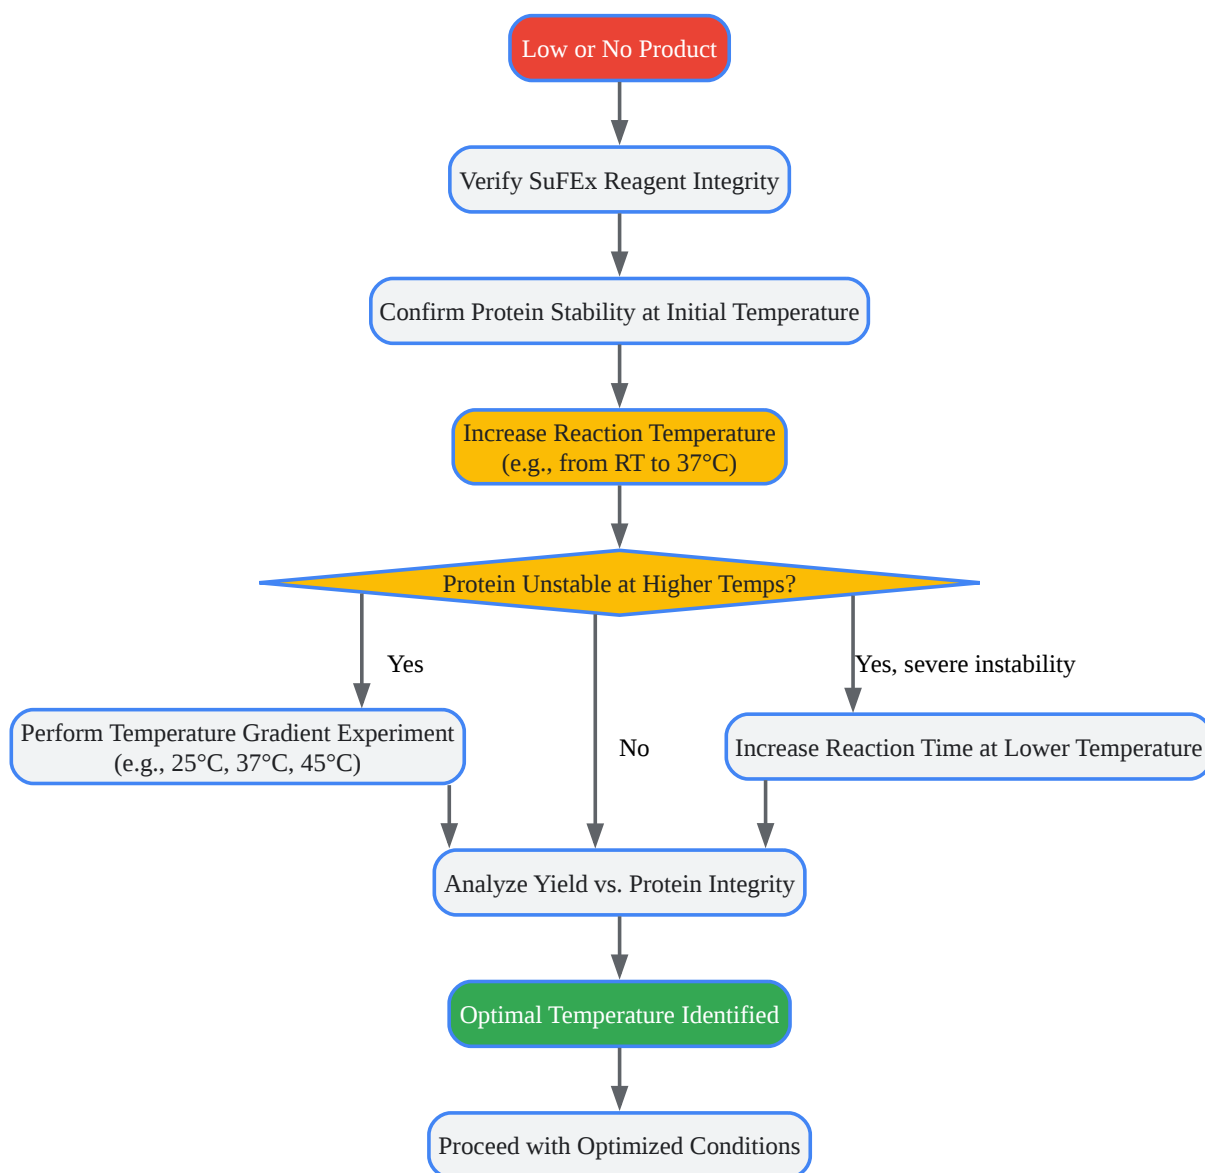 Low or No Product
Verify SuFEx Reagent Integrity
Confirm Protein Stability at Initial Temperature
Increase Reaction Temperature
(e.g., from RT to 37°C)
Protein Unstable at Higher Temps?
Yes
Yes, severe instability
Perform Temperature Gradient Experiment
(e.g., 25°C, 37°C, 45°C)
No
Increase Reaction Time at Lower Temperature
Analyze Yield vs. Protein Integrity
Optimal Temperature Identified
Proceed with Optimized Conditions